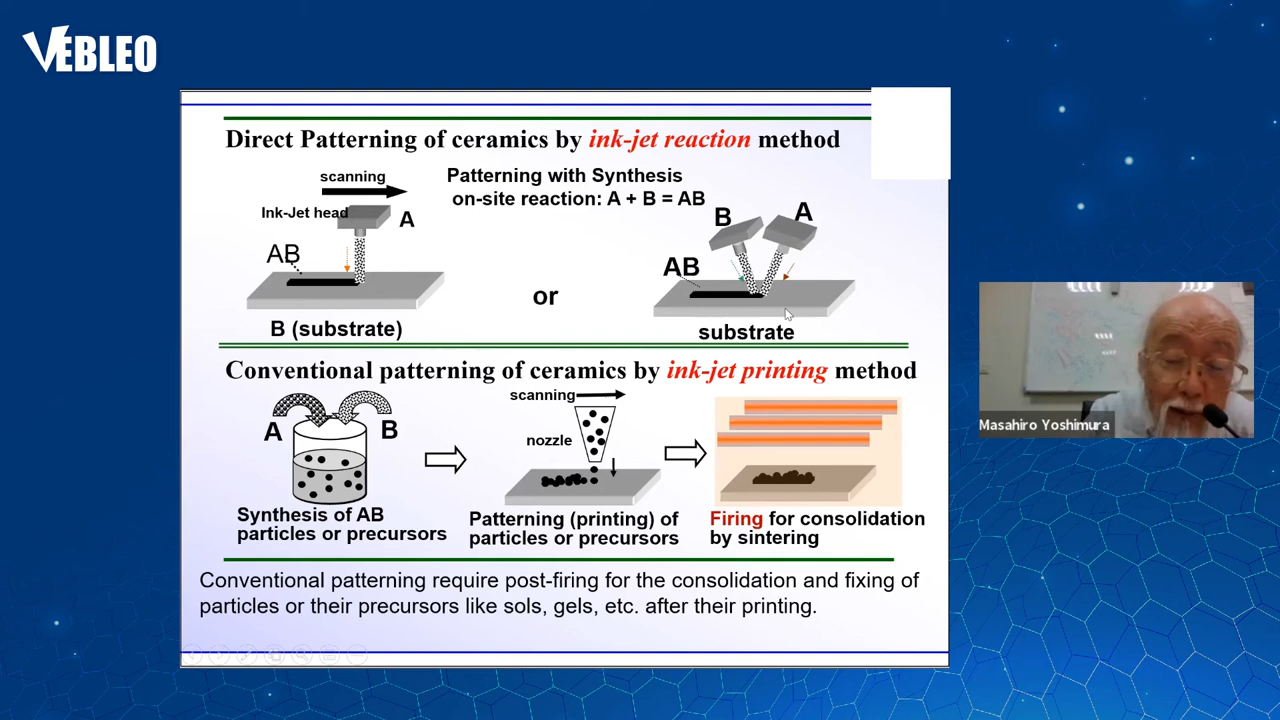 VEBLEO
Direct Patterning of ceramics by ink-jet reaction method
scanning
Patterning with Synthesis
on-site reaction: A + B = AB
Ink-Jet head
A
B
A
AB
AB
or
B (substrate)
substrate
Conventional patterning of ceramics by ink-jet printing method
scanning
A
B
nozzle
Synthesis of AB
particles or precursors
Patterning (printing) of
particles or precursors
Firing for consolidation
by sintering
Conventional patterning require post-firing for the consolidation and fixing of
particles or their precursors like sols, gels, etc. after their printing.
Masahiro Yoshimura